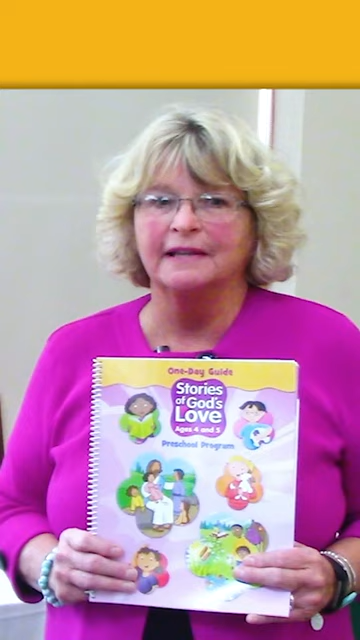 One-Day Guide
Stories
of God's
Love
Ages 4 and 5
Preschool Program